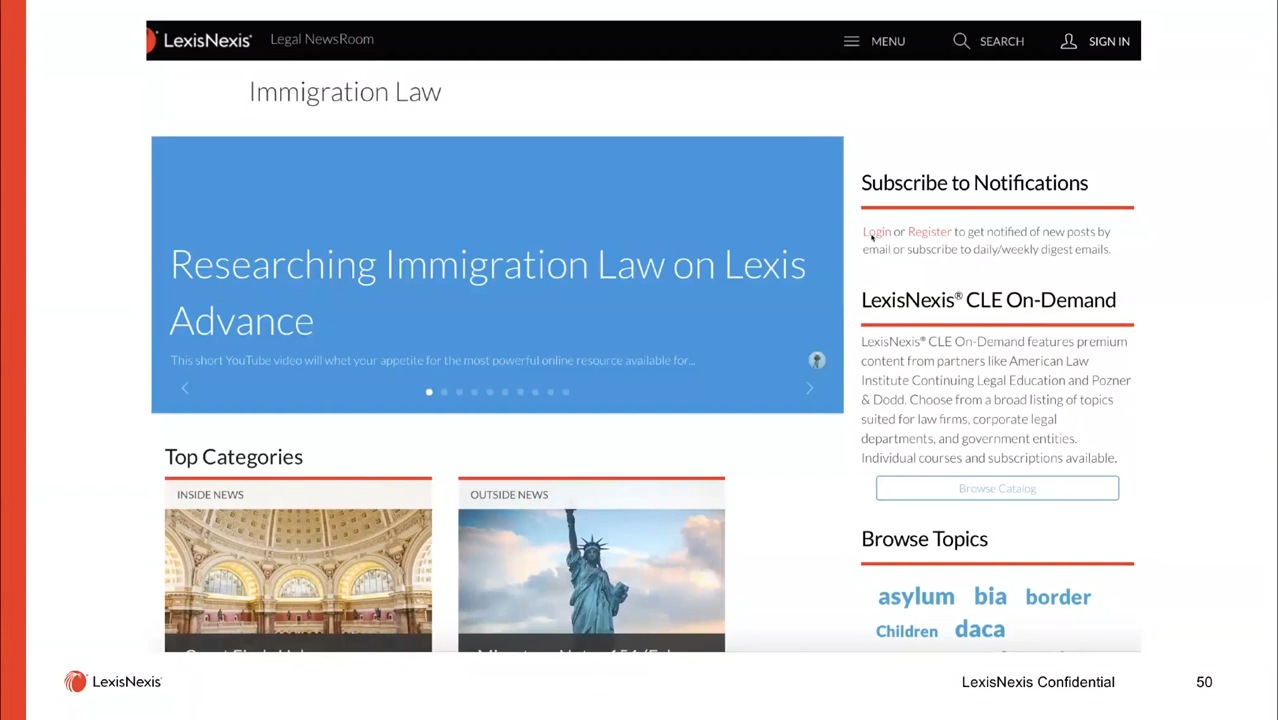 LexisNexis® Legal NewsRoom MENU SEARCH SIGN IN
Immigration Law
Researching Immigration Law on Lexis
Advance
This short YouTube video will whet your appetite for the most powerful online resource available for...
Subscribe to Notifications
Login or Register to get notified of new posts by
email or subscribe to daily/weekly digest emails.
LexisNexis® CLE On-Demand
LexisNexis® CLE On-Demand features premium
content from partners like American Law
Institute Continuing Legal Education and Pozner
& Dodd. Choose from a broad listing of topics
suited for law firms, corporate legal
departments, and government entities.
Individual courses and subscriptions available.
Browse Catalog
Top Categories
INSIDE NEWS
OUTSIDE NEWS
Browse Topics
asylum bia border
Children daca
LexisNexis®
LexisNexis Confidential
50